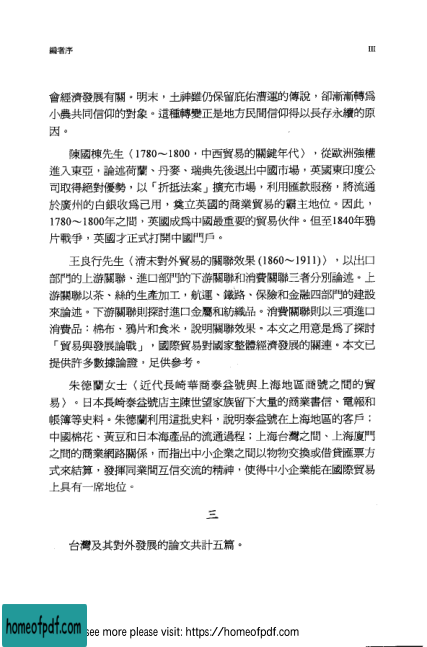 編者序
III
會經濟發展有關。明末，土神雖仍保留庇佑漕運的傳說，卻漸漸轉爲
小農共同信仰的對象。這種轉變正是地方民間信仰得以長存永續的原
因。
陳國棟先生〈1780～1800，中西貿易的關鍵年代〉，從歐洲強權
進入東亞，論述荷蘭、丹麥、瑞典先後退出中國市場，英國東印度公
司取得絕對優勢，以「折抵法案」擴充市場，利用匯款服務，將流通
於廣州的白銀收爲己用，奠立英國的商業貿易的霸主地位。因此，
1780～1800年之間，英國成爲中國最重要的貿易伙伴。但至1840年鴉
片戰爭，英國才正式打開中國門戶。
王良行先生〈清末對外貿易的關聯效果(1860～1911)〉，以出口
部門的上游關聯、進口部門的下游關聯和消費關聯三者分別論述。上
游關聯以茶、絲的生產加工，航運、鐵路、保險和金融四部門的建設
來論述。下游關聯則探討進口金屬和紡織品。消費關聯則以三項進口
消費品：棉布、鴉片和食米，說明關聯效果。本文之用意是爲了探討
「貿易與發展論戰」，國際貿易對國家整體經濟發展的關連。本文已
提供許多數據論證，足供參考。
朱德蘭女士〈近代長崎華商泰益號與上海地區商號之間的貿
易〉。日本長崎泰益號店主陳世望家族留下大量的商業書信、電報和
帳簿等史料。朱德蘭利用這批史料，說明泰益號在上海地區的客戶；
中國棉花、黃豆和日本海產品的流通過程；上海台灣之間、上海廈門
之間的商業網路關係，而指出中小企業之間以物物交換或借貸匯票方
式來結算，發揮同業間互信交流的精神，使得中小企業能在國際貿易
上具有一席地位。
三
台灣及其對外發展的論文共計五篇。
homeofpdf.com
see more please visit: https://homeofpdf.com